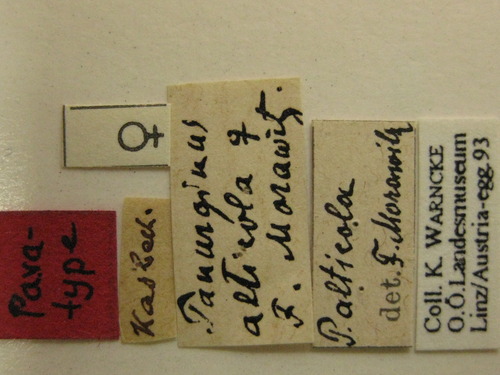 ♀
Para-
type
Kasbek.
Panurginus
alticola ♀
F. Morawitz.
P. alticola
det. F. Morawitz
Coll. K. WARNCKE
O.Ö. Landesmuseum
Linz/Austria-egg.93